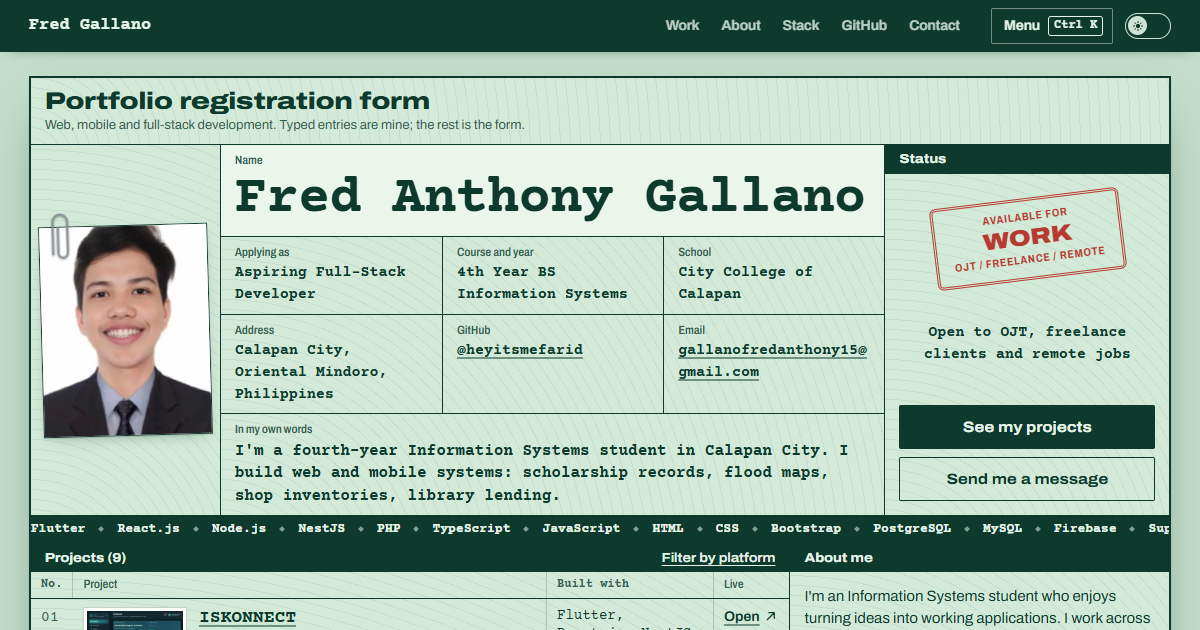 Fred Gallano
Work About Stack GitHub Contact Menu Ctrl K
Portfolio registration form
Web, mobile and full-stack development. Typed entries are mine; the rest is the form.
Name
Fred Anthony Gallano
Applying as
Aspiring Full-Stack
Developer
Course and year
4th Year BS
Information Systems
School
City College of
Calapan
Address
Calapan City,
Oriental Mindoro,
Philippines
GitHub
@heyitsmefarid
Email
gallanofredanthony15@
gmail.com
In my own words
I'm a fourth-year Information Systems student in Calapan City. I
build web and mobile systems: scholarship records, flood maps,
shop inventories, library lending.
Status
AVAILABLE FOR
WORK
OJT / FREELANCE / REMOTE
Open to OJT, freelance
clients and remote jobs
See my projects
Send me a message
Flutter ◆ React.js ◆ Node.js ◆ NestJS ◆ PHP ◆ TypeScript ◆ JavaScript ◆ HTML ◆ CSS ◆ Bootstrap ◆ PostgreSQL ◆ MySQL ◆ Firebase ◆
Projects (9) Filter by platform
No. Project Built with Live
01 ISKONNECT Flutter, Open ↗
About me
I'm an Information Systems student who enjoys
turning ideas into working applications. I work across